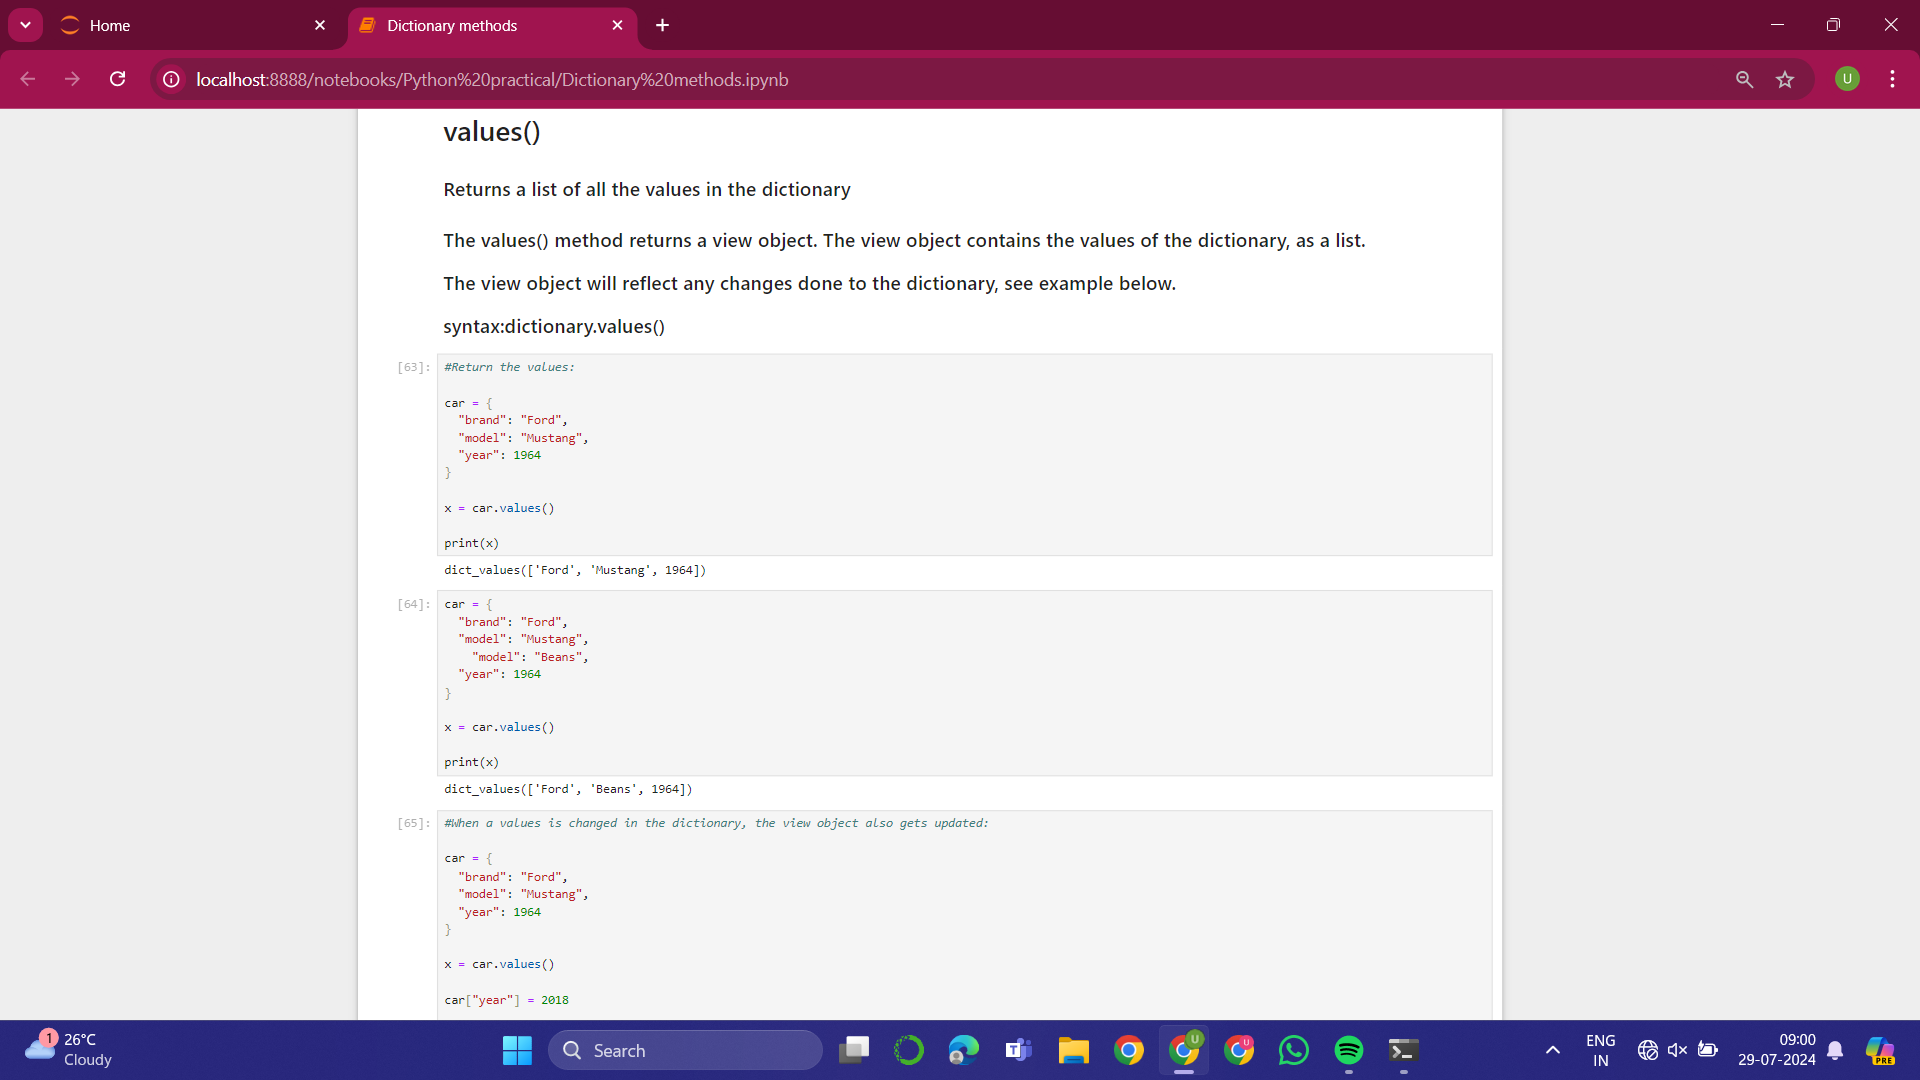 Home
Dictionary methods
localhost:8888/notebooks/Python%20practical/Dictionary%20methods.ipynb
U
values()
Returns a list of all the values in the dictionary
The values() method returns a view object. The view object contains the values of the dictionary, as a list.
The view object will reflect any changes done to the dictionary, see example below.
syntax:dictionary.values()
[63]: #Return the values:
car = {
"brand": "Ford",
"model": "Mustang",
"year": 1964
}
x = car.values()
print(x)
dict_values(['Ford', 'Mustang', 1964])
[64]: car = {
"brand": "Ford",
"model": "Mustang",
"model": "Beans",
"year": 1964
}
x = car.values()
print(x)
dict_values(['Ford', 'Beans', 1964])
[65]: #When a values is changed in the dictionary, the view object also gets updated:
car = {
"brand": "Ford",
"model": "Mustang",
"year": 1964
}
x = car.values()
car["year"] = 2018
1
26°C
Cloudy
Search
U
U
ENG
IN
09:00
29-07-2024
PRE